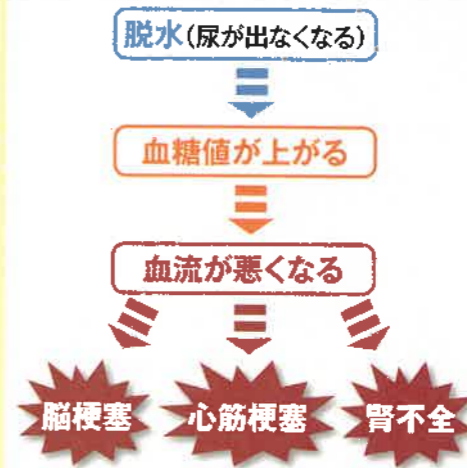 脱水(尿が出なくなる)
血糖値が上がる
血流が悪くなる
脳梗塞 心筋梗塞 腎不全